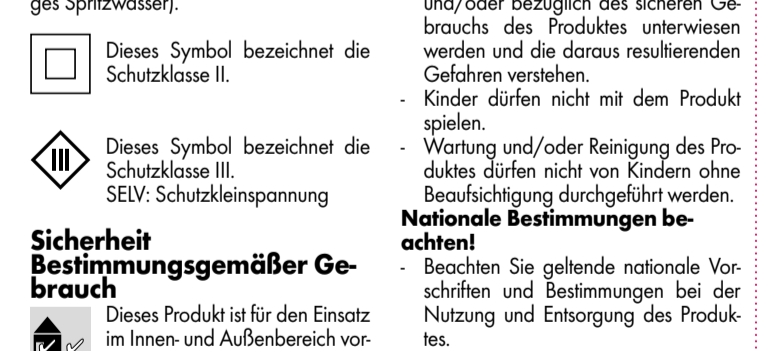 ges Spritzwasser).
Dieses Symbol bezeichnet die
Schutzklasse II.
III
Dieses Symbol bezeichnet die
Schutzklasse III.
SELV: Schutzkleinspannung
Sicherheit
Bestimmungsgemäßer Ge-
brauch
Dieses Produkt ist für den Einsatz
im Innen- und Außenbereich vor-
und/oder bezüglich des sicheren Ge-
brauchs des Produktes unterwiesen
werden und die daraus resultierenden
Gefahren verstehen.
- Kinder dürfen nicht mit dem Produkt
spielen.
- Wartung und/oder Reinigung des Pro-
duktes dürfen nicht von Kindern ohne
Beaufsichtigung durchgeführt werden.
Nationale Bestimmungen be-
achten!
- Beachten Sie geltende nationale Vor-
schriften und Bestimmungen bei der
Nutzung und Entsorgung des Produk-
tes.